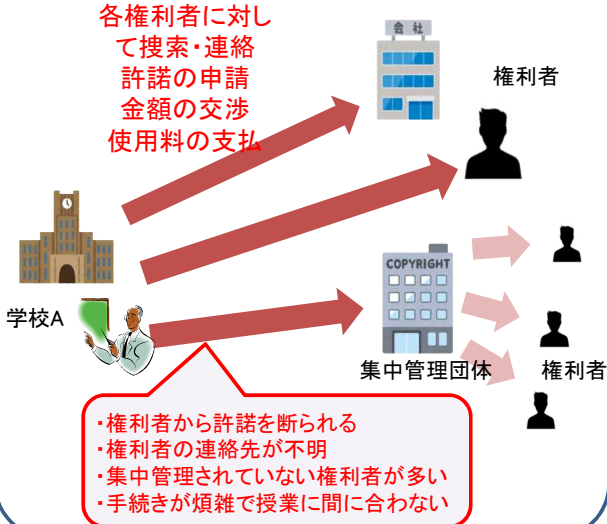 各権利者に対し
て捜索・連絡
許諾の申請
金額の交渉
使用料の支払
会社
権利者
COPYRIGHT
学校A
集中管理団体
権利者
・権利者から許諾を断られる
・権利者の連絡先が不明
・集中管理されていない権利者が多い
・手続きが煩雑で授業に間に合わない